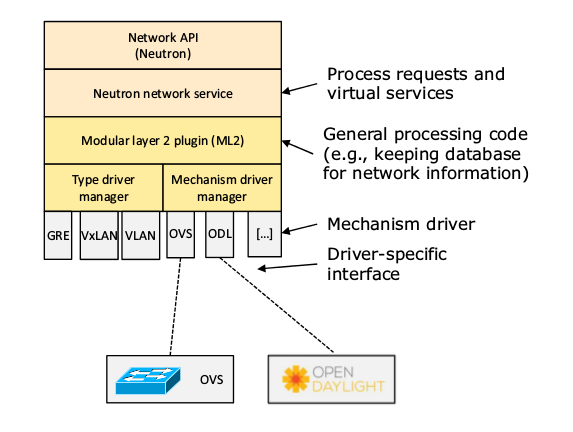 Network API
(Neutron)
Neutron network service
Process requests and
virtual services
Modular layer 2 plugin (ML2)
General processing code
(e.g., keeping database
for network information)
Type driver
manager
Mechanism driver
manager
GRE
VxLAN
VLAN
OVS
ODL
[…]
Mechanism driver
Driver-specific
interface
OVS
OPEN
DAYLIGHT